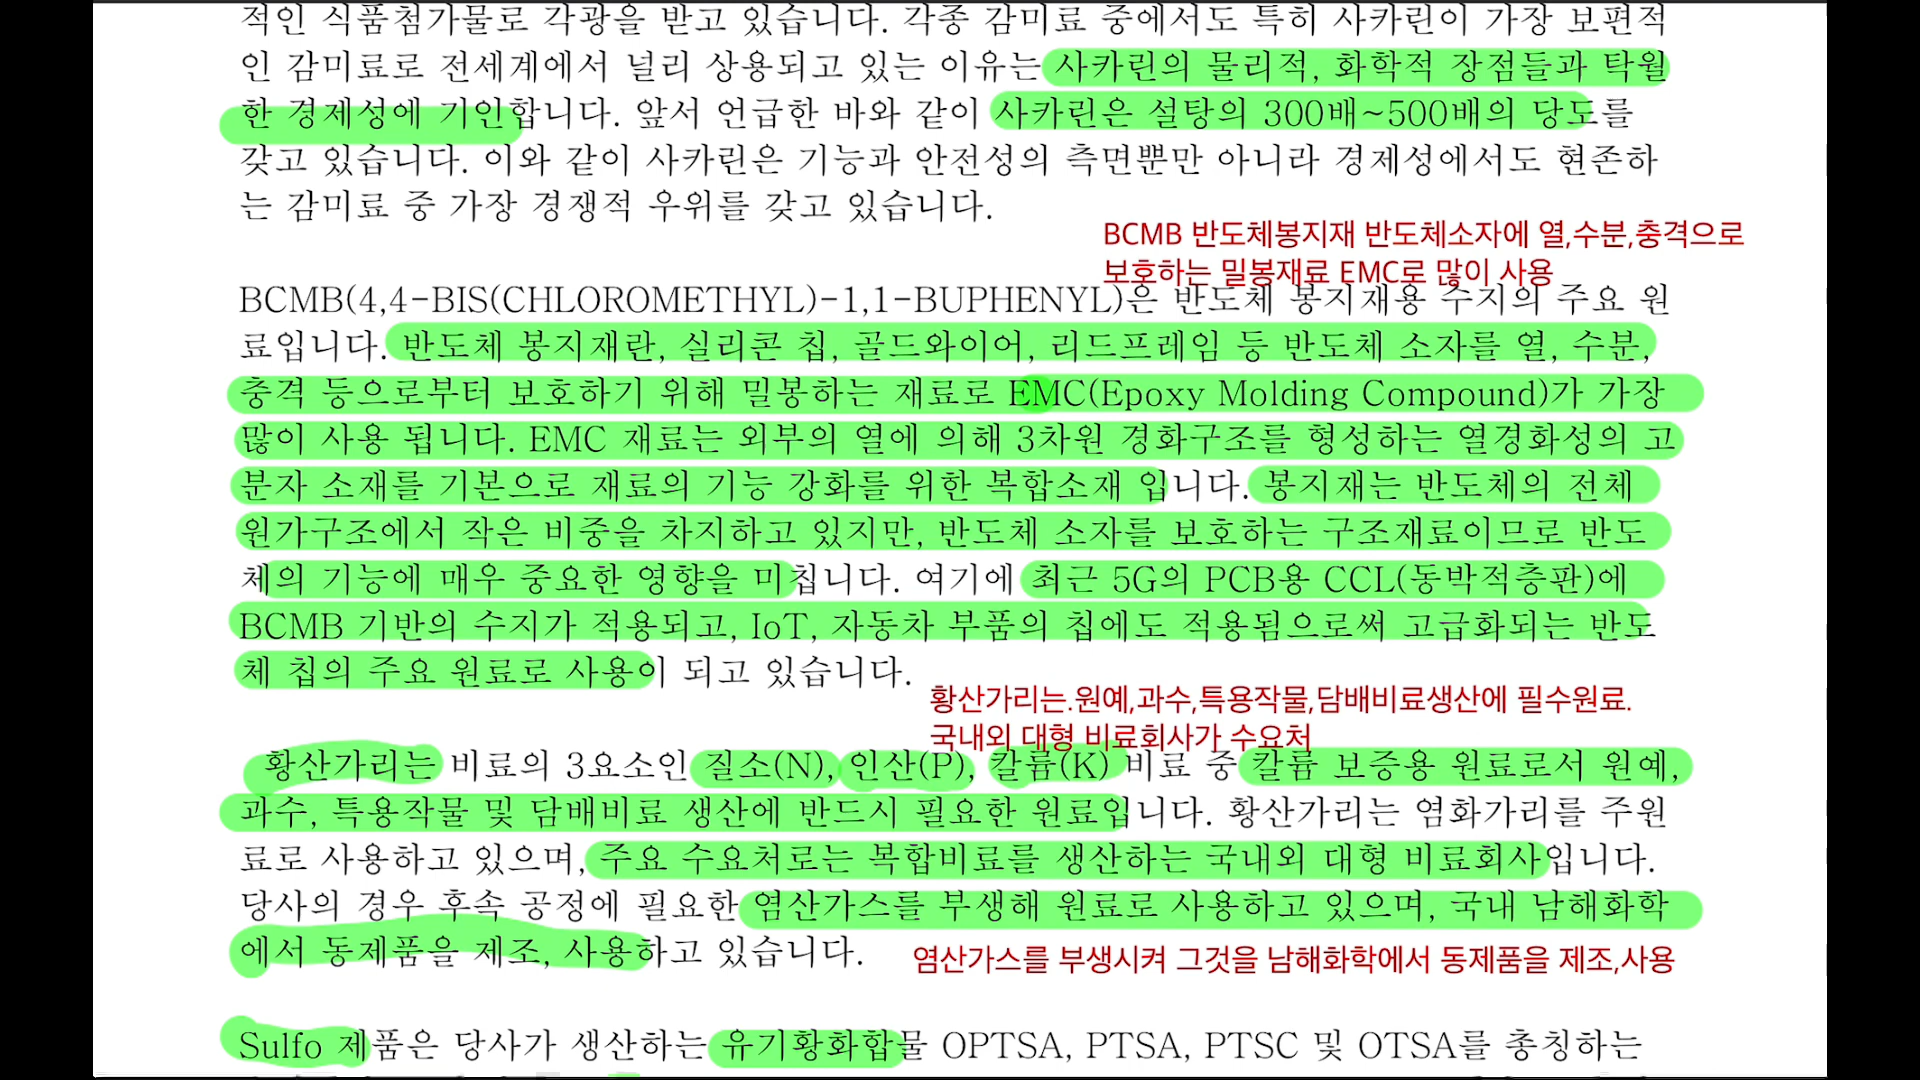 적인 식품첨가물로 각광을 받고 있습니다. 각종 감미료 중에서도 특히 사카린이 가장 보편적
인 감미료로 전세계에서 널리 상용되고 있는 이유는 사카린의 물리적, 화학적 장점들과 탁월
한 경제성에 기인합니다. 앞서 언급한 바와 같이 사카린은 설탕의 300배~500배의 당도를
갖고 있습니다. 이와 같이 사카린은 기능과 안전성의 측면뿐만 아니라 경제성에서도 현존하
는 감미료 중 가장 경쟁적 우위를 갖고 있습니다.
BCMB 반도체봉지재 반도체소자에 열,수분,충격으로
보호하는 밀봉재료 EMC로 많이 사용
BCMB(4,4-BIS(CHLOROMETHYL)-1,1-BUPHENYL)은 반도체 봉지재용 수지의 주요 원
료입니다. 반도체 봉지재란, 실리콘 칩, 골드와이어, 리드프레임 등 반도체 소자를 열, 수분,
충격 등으로부터 보호하기 위해 밀봉하는 재료로 EMC(Epoxy Molding Compound)가 가장
많이 사용 됩니다. EMC 재료는 외부의 열에 의해 3차원 경화구조를 형성하는 열경화성의 고
분자 소재를 기본으로 재료의 기능 강화를 위한 복합소재 입니다. 봉지재는 반도체의 전체
원가구조에서 작은 비중을 차지하고 있지만, 반도체 소자를 보호하는 구조재료이므로 반도
체의 기능에 매우 중요한 영향을 미칩니다. 여기에 최근 5G의 PCB용 CCL(동박적층판)에
BCMB 기반의 수지가 적용되고, IoT, 자동차 부품의 칩에도 적용됨으로써 고급화되는 반도
체 칩의 주요 원료로 사용이 되고 있습니다.
황산가리는.원예,과수,특용작물,담배비료생산에 필수원료.
국내외 대형 비료회사가 수요처
황산가리는 비료의 3요소인 질소(N), 인산(P), 칼륨(K) 비료 중 칼륨 보증용 원료로서 원예,
과수, 특용작물 및 담배비료 생산에 반드시 필요한 원료입니다. 황산가리는 염화가리를 주원
료로 사용하고 있으며, 주요 수요처로는 복합비료를 생산하는 국내외 대형 비료회사입니다.
당사의 경우 후속 공정에 필요한 염산가스를 부생해 원료로 사용하고 있으며, 국내 남해화학
에서 동제품을 제조, 사용하고 있습니다.
염산가스를 부생시켜 그것을 남해화학에서 동제품을 제조,사용
Sulfo 제품은 당사가 생산하는 유기황화합물 OPTSA, PTSA, PTSC 및 OTSA를 총칭하는